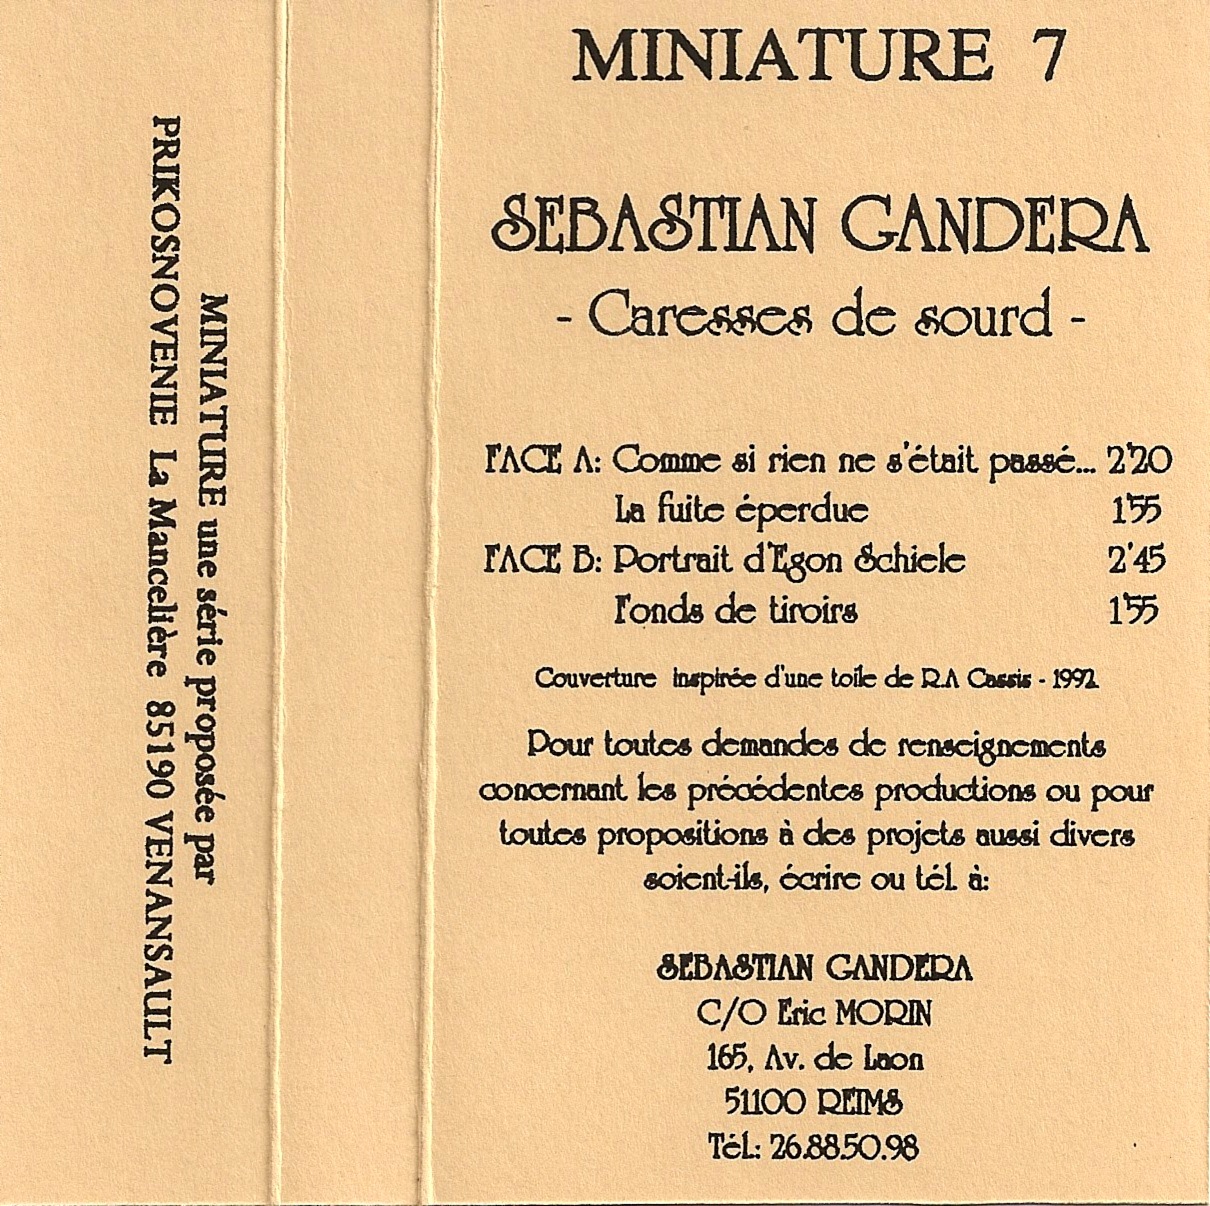 MINIATURE 7
SEBASTIAN GANDERA
- Caresses de sourd -
FACE A: Comme si rien ne s'était passé... 2'20
La fuite éperdue 1'55
FACE B: Portrait d'Egon Schiele 2'45
Fonds de tiroirs 1'55
Couverture inspirée d'une toile de R.A Cassis - 1992
Pour toutes demandes de renseignements
concernant les précédentes productions ou pour
toutes propositions à des projets aussi divers
soient-ils, écrire ou tél. à:
SEBASTIAN GANDERA
C/O Eric MORIN
165, Av. de Laon
51100 REIMS
Tél.: 26.88.50.98
MINIATURE une série proposée par
PRIKOSNOVENIE La Mancelière 85190 VENANSAULT